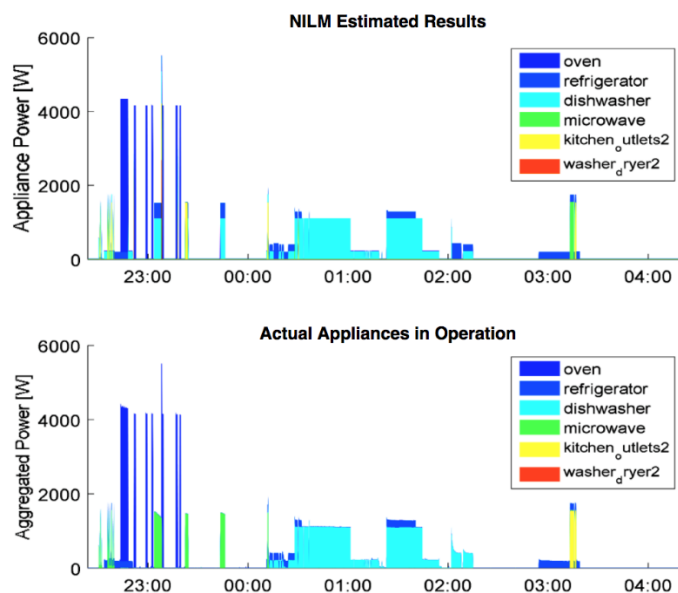 NILM Estimated Results
6000
4000
2000
0
Appliance Power [W]
oven
refrigerator
dishwasher
microwave
kitchen_outlets2
washer_dryer2
23:00 00:00 01:00 02:00 03:00 04:00
Actual Appliances in Operation
6000
4000
2000
0
Aggregated Power [W]
oven
refrigerator
dishwasher
microwave
kitchen_outlets2
washer_dryer2
23:00 00:00 01:00 02:00 03:00 04:00